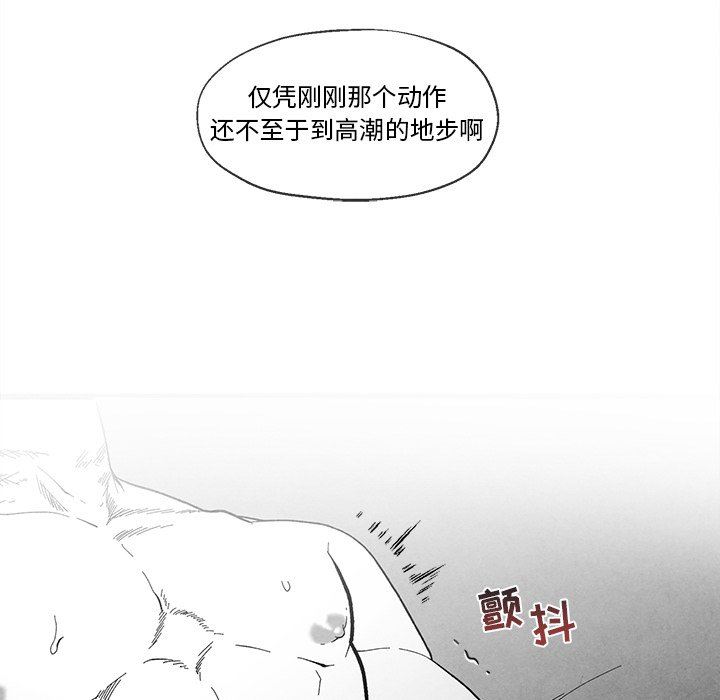 仅凭刚刚那个动作
还不至于到高潮的地步啊
颤抖